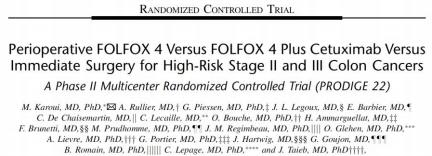 RANDOMIZED CONTROLLED TRIAL
Perioperative FOLFOX 4 Versus FOLFOX 4 Plus Cetuximab Versus
Immediate Surgery for High-Risk Stage II and III Colon Cancers
A Phase II Multicenter Randomized Controlled Trial (PRODIGE 22)
M. Karoui, MD, PhD,*✉ A. Rullier, MD,† G. Piessen, MD, PhD,‡ J. L. Legoux, MD,§ E. Barbier, MD,¶
C. De Chaisemartin, MD,|| C. Lecaille, MD,** O. Bouche, MD, PhD,†† H. Ammarguellat, MD,‡‡
F. Brunetti, MD,§§ M. Prudhomme, MD, PhD,¶¶ J. M. Regimbeau, MD, PhD,|||| O. Glehen, MD, PhD,***
A. Lievre, MD, PhD,††† G. Portier, MD, PhD,‡‡‡ J. Hartwig, MD,§§§ G. Goujon, MD,¶¶¶
B. Romain, MD, PhD,|||||| C. Lepage, MD, PhD,**** and J. Taieb, MD, PhD††††,